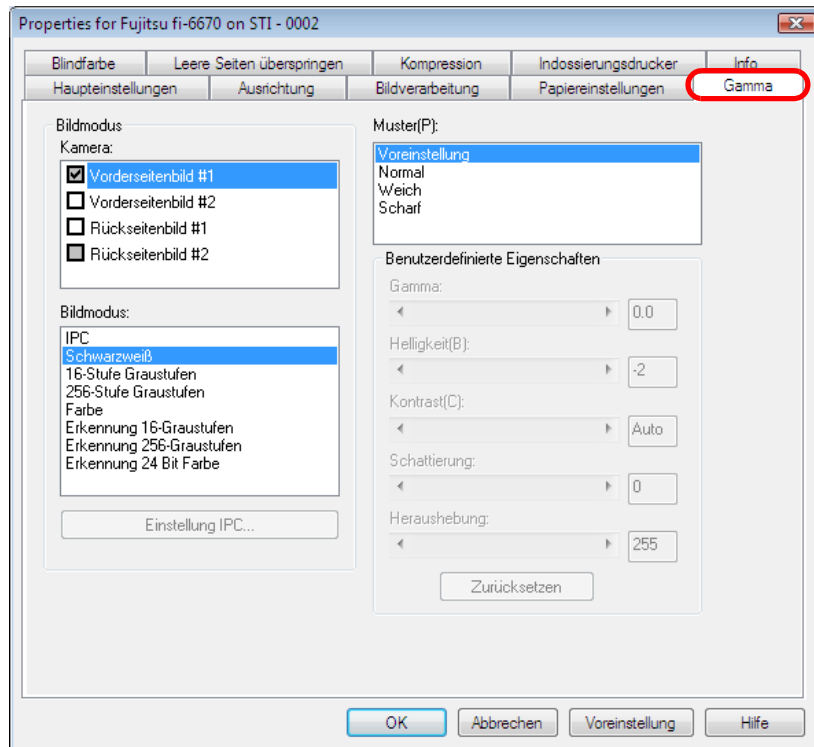 Properties for Fujitsu fi-6670 on STI - 0002
Blindfarbe
Leere Seiten überspringen
Kompression
Indossierungsdrucker
Info
Haupteinstellungen
Ausrichtung
Bildverarbeitung
Papiereinstellungen
Gamma
Bildmodus
Kamera:
Vorderseitenbild #1
Vorderseitenbild #2
Rückseitenbild #1
Rückseitenbild #2
Bildmodus:
IPC
Schwarzweiß
16-Stufe Graustufen
256-Stufe Graustufen
Farbe
Erkennung 16-Graustufen
Erkennung 256-Graustufen
Erkennung 24 Bit Farbe
Einstellung IPC...
Muster(P):
Voreinstellung
Normal
Weich
Scharf
Benutzerdefinierte Eigenschaften
Gamma:
0.0
Helligkeit(B):
-2
Kontrast(C):
Auto
Schattierung:
0
Heraushebung:
255
Zurücksetzen
OK
Abbrechen
Voreinstellung
Hilfe